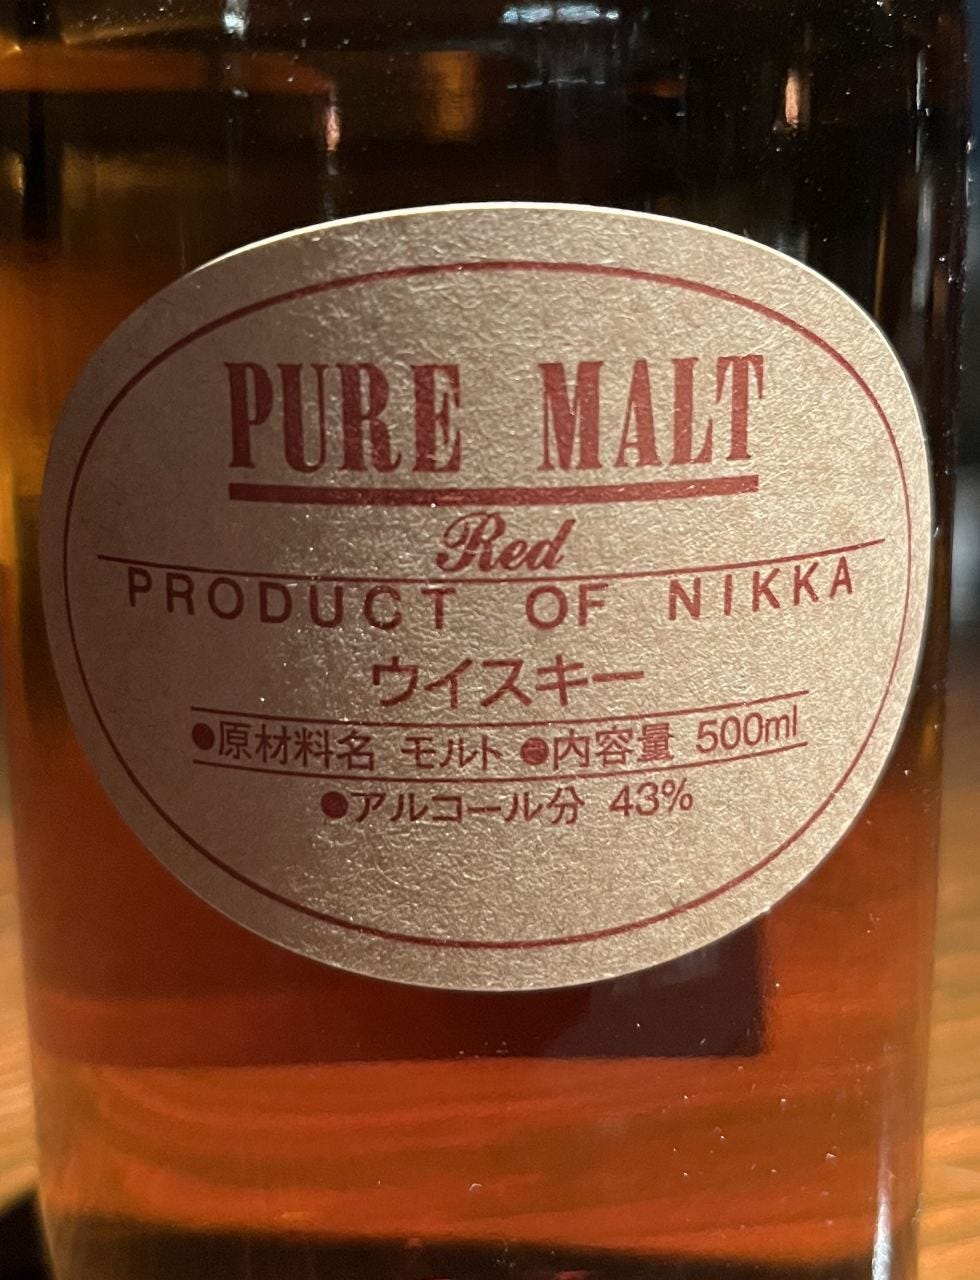 PURE MALT
Red
PRODUCT OF NIKKA
ウイスキー
●原材料名 モルト ●内容量 500ml
●アルコール分 43%